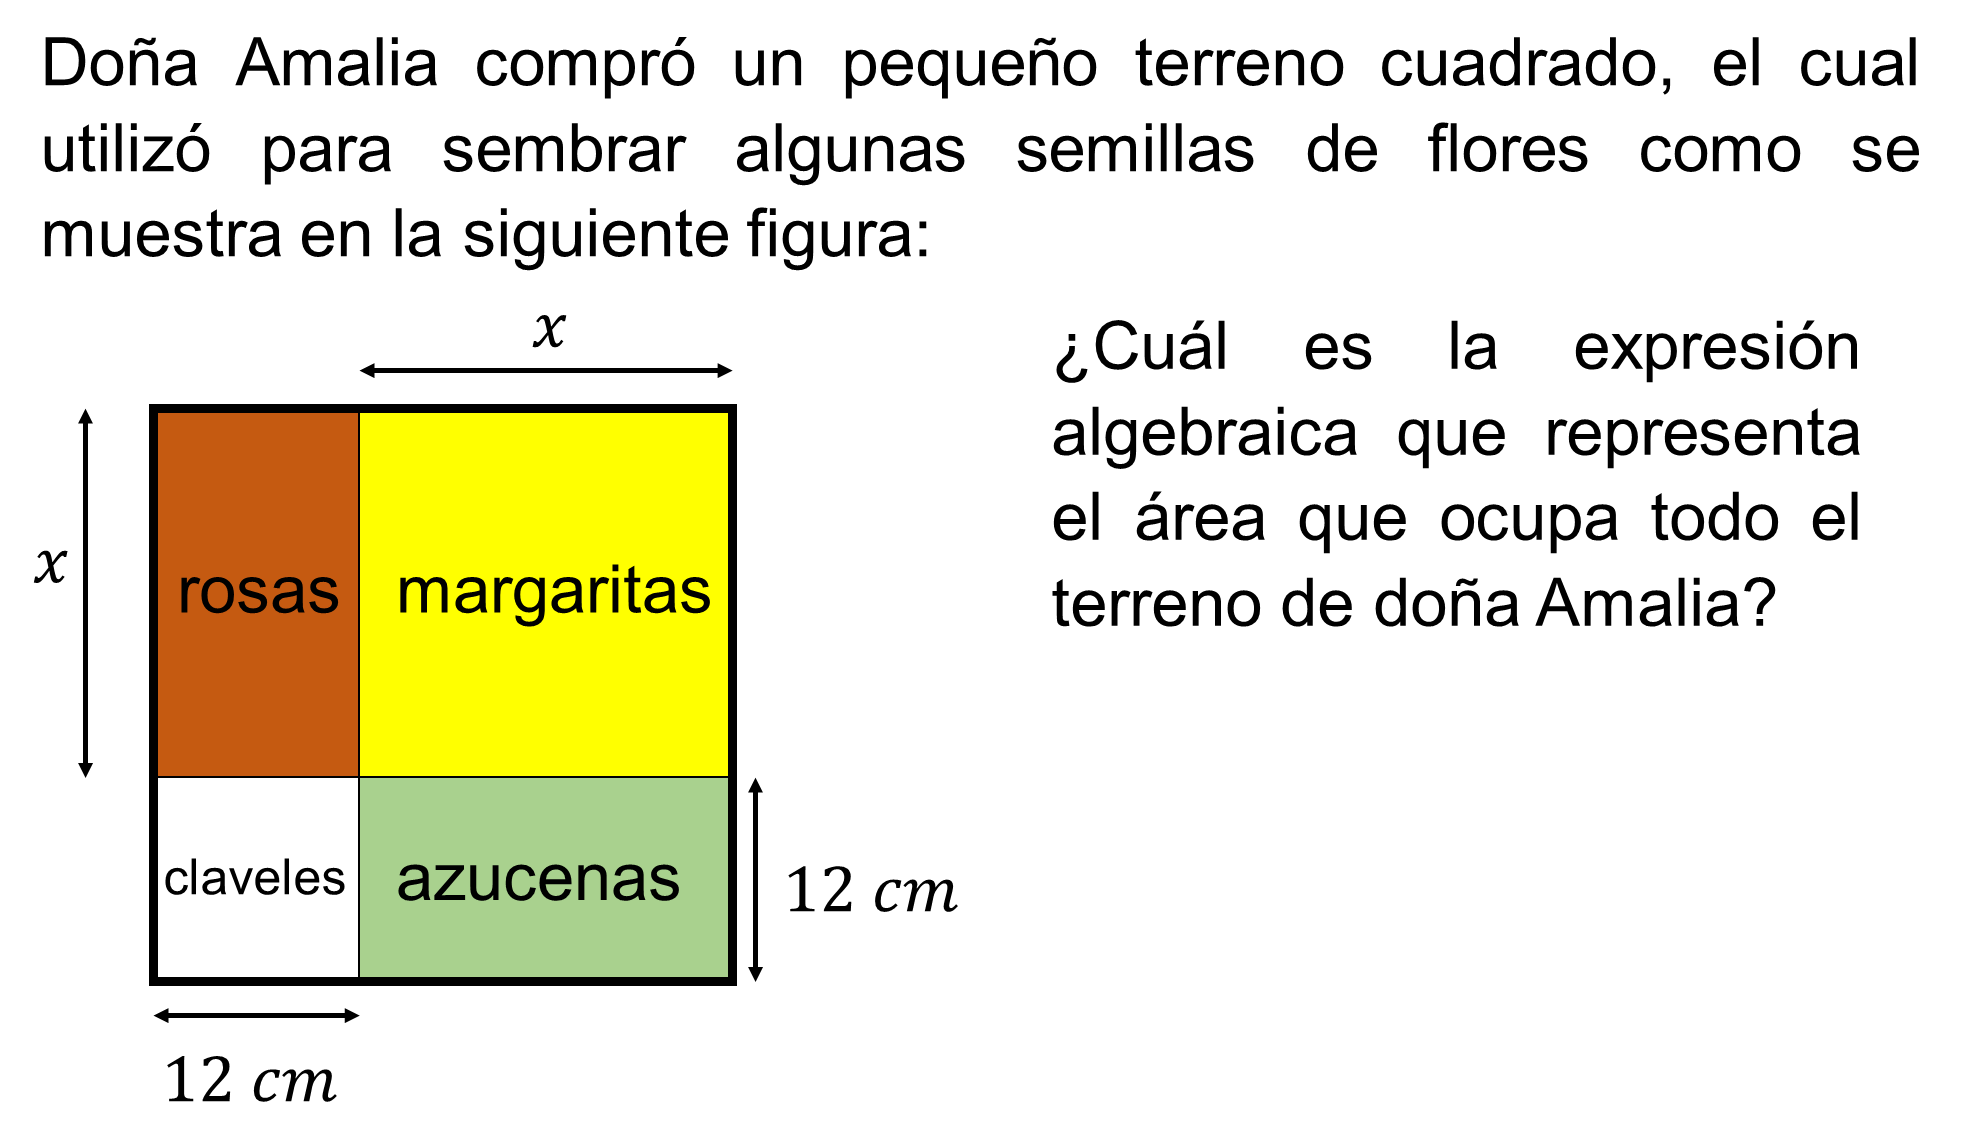 Doña Amalia compró un pequeño terreno cuadrado, el cual
utilizó para sembrar algunas semillas de flores como se
muestra en la siguiente figura:
x
¿Cuál es la expresión
algebraica que representa
el área que ocupa todo el
terreno de doña Amalia?
x
rosas
margaritas
claveles
azucenas
12 cm
12 cm